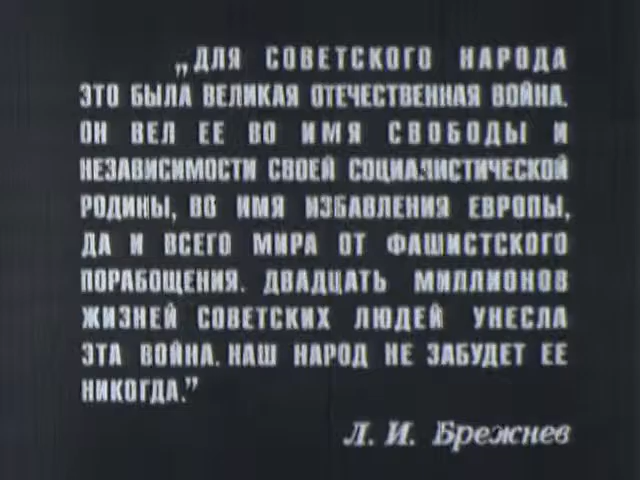 „ДЛЯ СОВЕТСКОГО НАРОДА
ЭТО БЫЛА ВЕЛИКАЯ ОТЕЧЕСТВЕННАЯ ВОЙНА.
ОН ВЕЛ ЕЕ ВО ИМЯ СВОБОДЫ И
НЕЗАВИСИМОСТИ СВОЕЙ СОЦИАЛИСТИЧЕСКОЙ
РОДИНЫ, ВО ИМЯ ИЗБАВЛЕНИЯ ЕВРОПЫ,
ДА И ВСЕГО МИРА ОТ ФАШИСТСКОГО
ПОРАБОЩЕНИЯ. ДВАДЦАТЬ МИЛЛИОНОВ
ЖИЗНЕЙ СОВЕТСКИХ ЛЮДЕЙ УНЕСЛА
ЭТА ВОЙНА. НАШ НАРОД НЕ ЗАБУДЕТ ЕЕ
НИКОГДА.”
Л. И. Брежнев